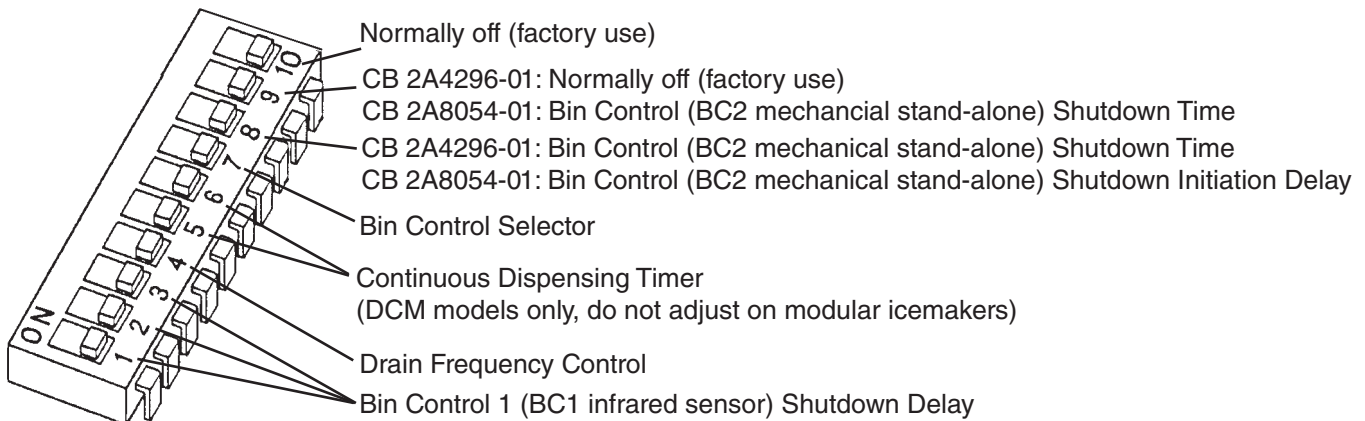 Normally off (factory use)
CB 2A4296-01: Normally off (factory use)
CB 2A8054-01: Bin Control (BC2 mechancial stand-alone) Shutdown Time
CB 2A4296-01: Bin Control (BC2 mechanical stand-alone) Shutdown Time
CB 2A8054-01: Bin Control (BC2 mechanical stand-alone) Shutdown Initiation Delay
Bin Control Selector
Continuous Dispensing Timer
(DCM models only, do not adjust on modular icemakers)
Drain Frequency Control
Bin Control 1 (BC1 infrared sensor) Shutdown Delay
10
9
8
7
6
5
4
3
2
1
ON